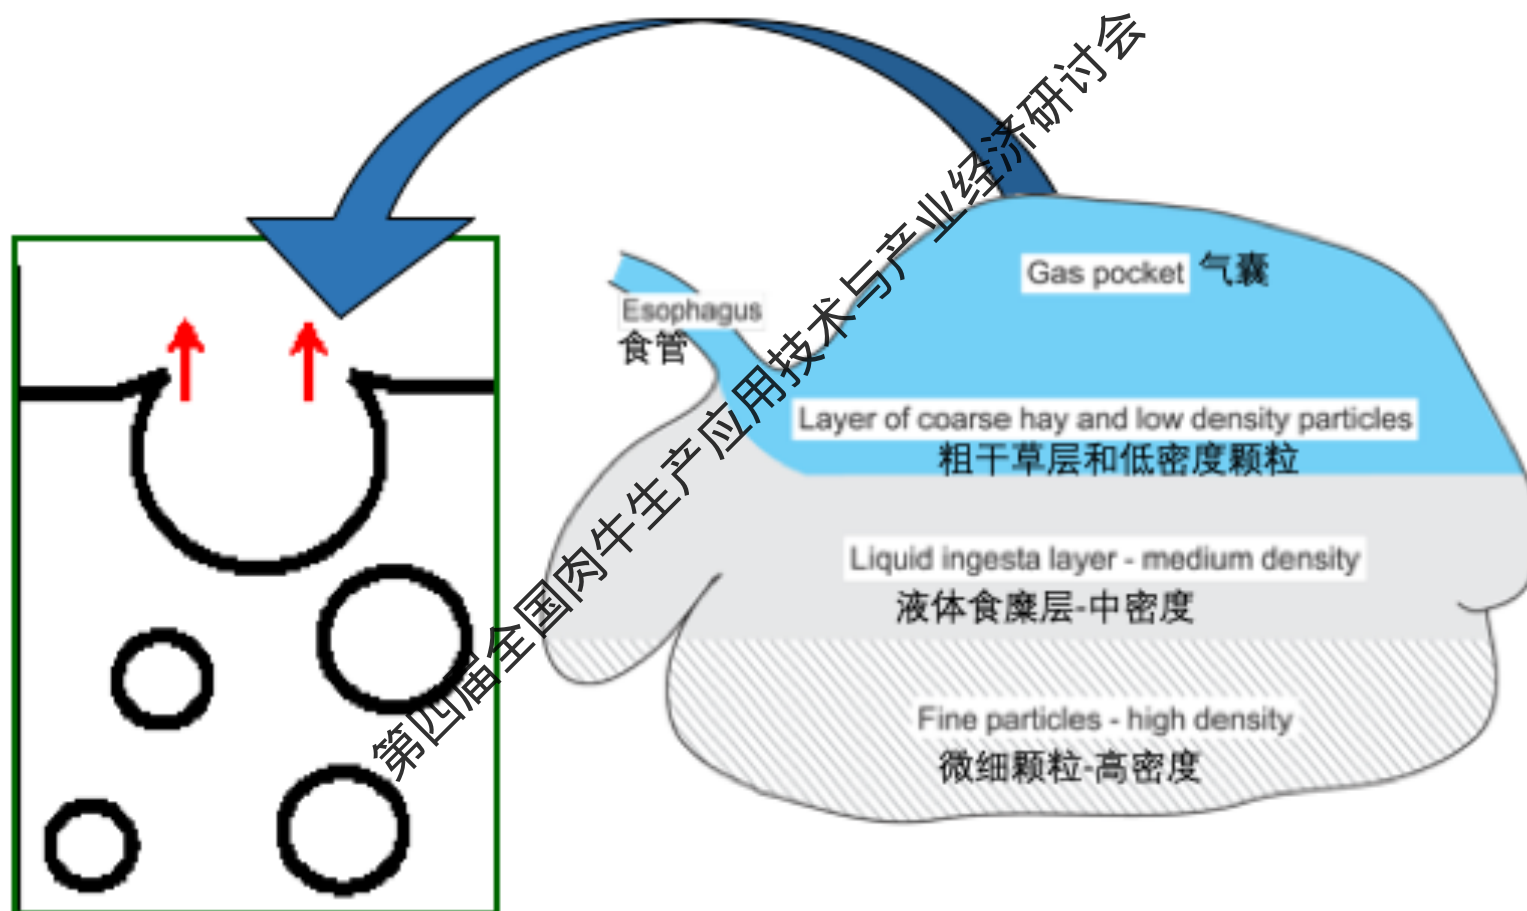 第四届全国肉牛生产应用技术与产业经济研讨会
Gas pocket 气囊
Esophagus
食管
Layer of coarse hay and low density particles
粗干草层和低密度颗粒
Liquid ingesta layer - medium density
液体食糜层-中密度
Fine particles - high density
微细颗粒-高密度